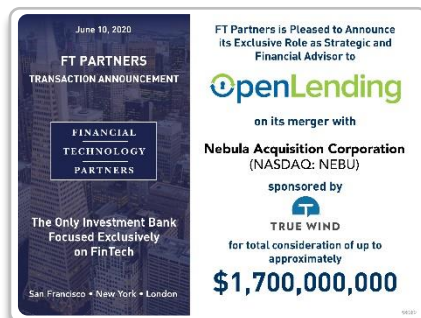 June 10, 2020
FT PARTNERS
TRANSACTION ANNOUNCEMENT
FINANCIAL
TECHNOLOGY
PARTNERS
The Only Investment Bank
Focused Exclusively
on FinTech
San Francisco • New York • London
FT Partners is Pleased to Announce
its Exclusive Role as Strategic and
Financial Advisor to
OpenLending
on its merger with
Nebula Acquisition Corporation
(NASDAQ: NEBU)
sponsored by
TRUE WIND
for total consideration of up to
approximately
$1,700,000,000